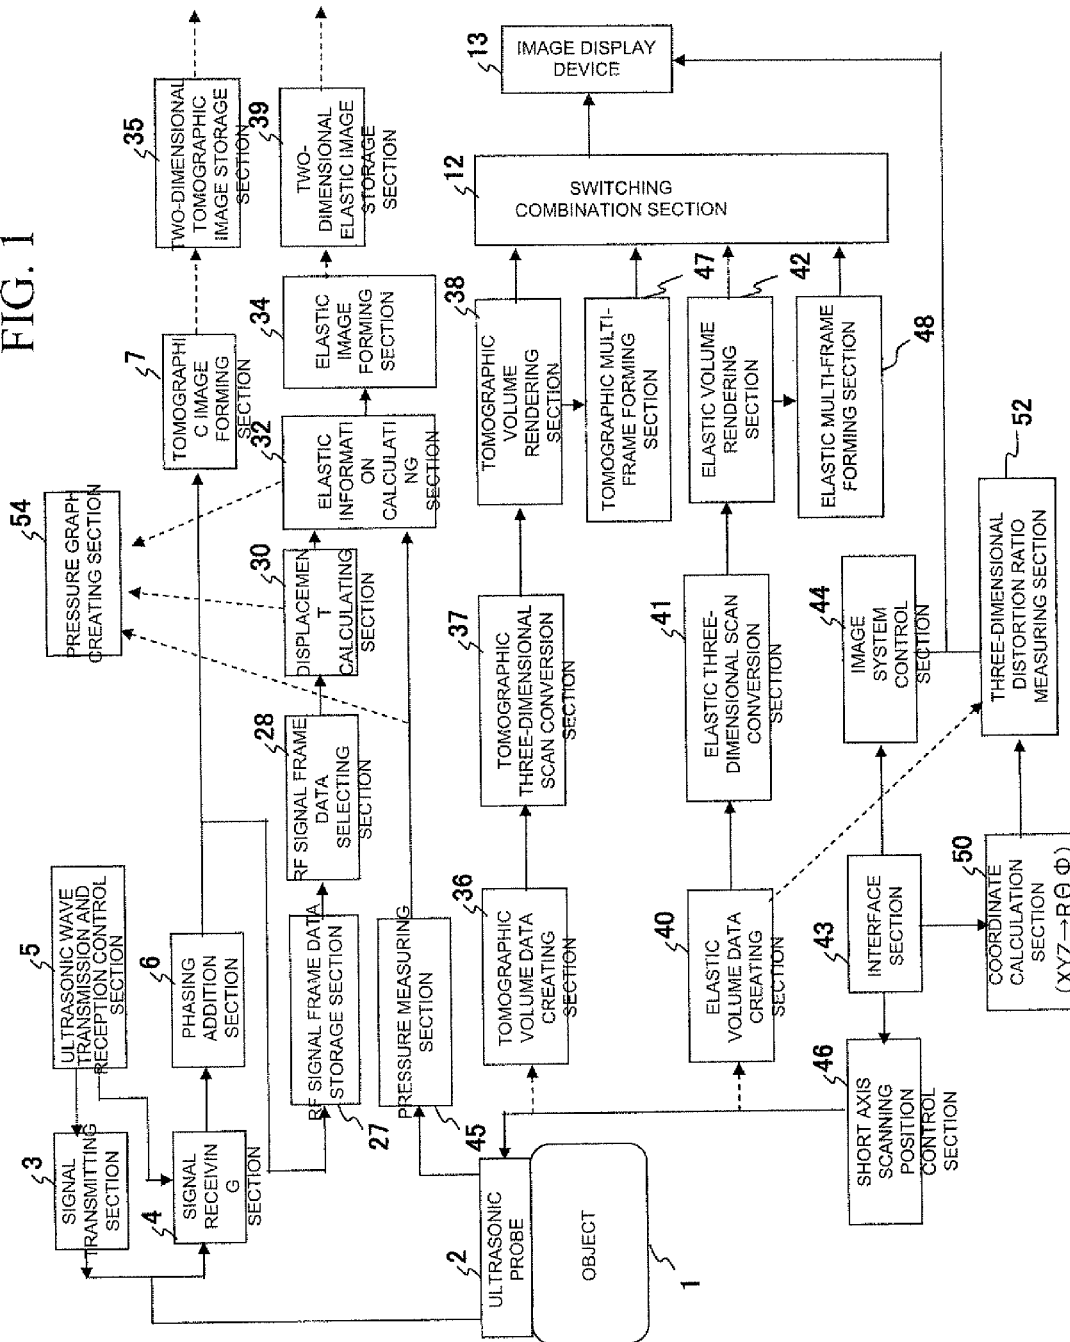 FIG. 1
5
ULTRASONIC WAVE
TRANSMISSION AND
RECEPTION CONTROL
SECTION
54
PRESSURE GRAPH
CREATING SECTION
35
TWO-DIMENSIONAL
TOMOGRAPHIC
IMAGE STORAGE
SECTION
3
SIGNAL
TRANSMITTING
SECTION
4
SIGNAL
RECEIVIN
G
SECTION
6
PHASING
ADDITION
SECTION
7
TOMOGRAPHI
C IMAGE
FORMING
SECTION
27
RF SIGNAL FRAME DATA
STORAGE SECTION
28
RF SIGNAL FRAME
DATA
SELECTING
SECTION
30
DISPLACEMEN
T
CALCULATING
SECTION
32
ELASTIC
INFORMATI
ON
CALCULATI
NG
SECTION
34
ELASTIC
IMAGE
FORMING
SECTION
39
TWO-
DIMENSIONAL
ELASTIC IMAGE
STORAGE
SECTION
45
PRESSURE MEASURING
SECTION
2
ULTRASONIC
PROBE
OBJECT
1
36
TOMOGRAPHIC
VOLUME DATA
CREATING
SECTION
37
TOMOGRAPHIC
THREE-DIMENSIONAL
SCAN CONVERSION
SECTION
38
TOMOGRAPHIC
VOLUME
RENDERING
SECTION
47
TOMOGRAPHIC MULTI-
FRAME FORMING
SECTION
12
SWITCHING
COMBINATION SECTION
13
IMAGE DISPLAY
DEVICE
40
ELASTIC
VOLUME DATA
CREATING
SECTION
41
ELASTIC THREE-
DIMENSIONAL SCAN
CONVERSION
SECTION
42
ELASTIC VOLUME
RENDERING
SECTION
48
ELASTIC MULTI-FRAME
FORMING SECTION
46
SHORT AXIS
SCANNING
POSITION
CONTROL
SECTION
43
INTERFACE
SECTION
44
IMAGE
SYSTEM
CONTROL
SECTION
50
COORDINATE
CALCULATION
SECTION
(XYZ→RΘΦ)
52
THREE-DIMENSIONAL
DISTORTION RATIO
MEASURING SECTION